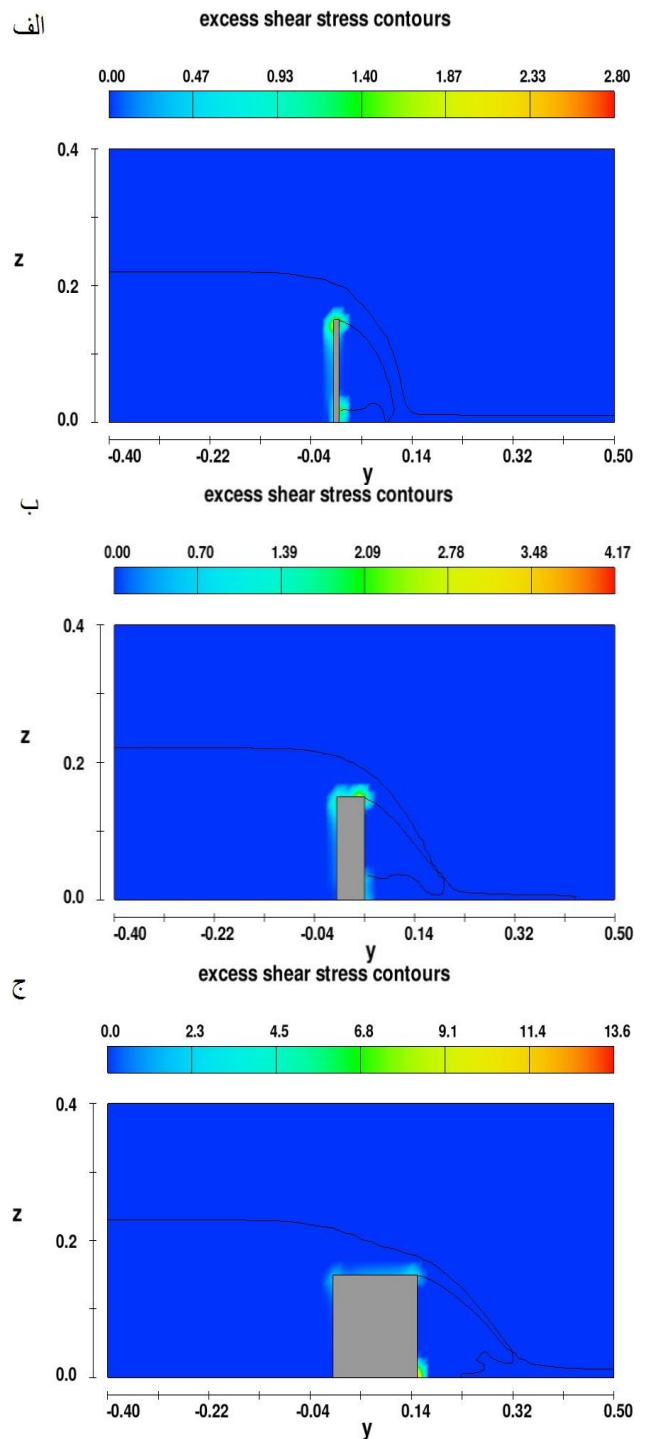 الف
excess shear stress contours
0.00 0.47 0.93 1.40 1.87 2.33 2.80
0.4
z
0.2
0.0
-0.40 -0.22 -0.04 0.14 0.32 0.50
y
ب
excess shear stress contours
0.00 0.70 1.39 2.09 2.78 3.48 4.17
0.4
z
0.2
0.0
-0.40 -0.22 -0.04 0.14 0.32 0.50
y
ج
excess shear stress contours
0.0 2.3 4.5 6.8 9.1 11.4 13.6
0.4
z
0.2
0.0
-0.40 -0.22 -0.04 0.14 0.32 0.50
y